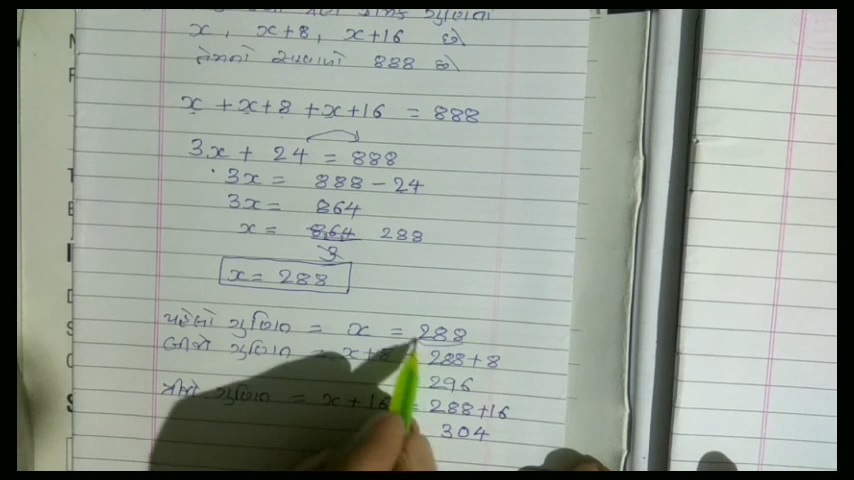 x, x+8, x+16 છે
તેમનો સરવાળો 888 છે
x + x + 8 + x + 16 = 888
3x + 24 = 888
3x = 888 - 24
3x = 864
x = 864/3 288
x = 288
પહેલો ગુણિત = x = 288
બીજો ગુણિત = x+8 288+8
296
ત્રીજો ગુણિત = x+16 = 288+16
304